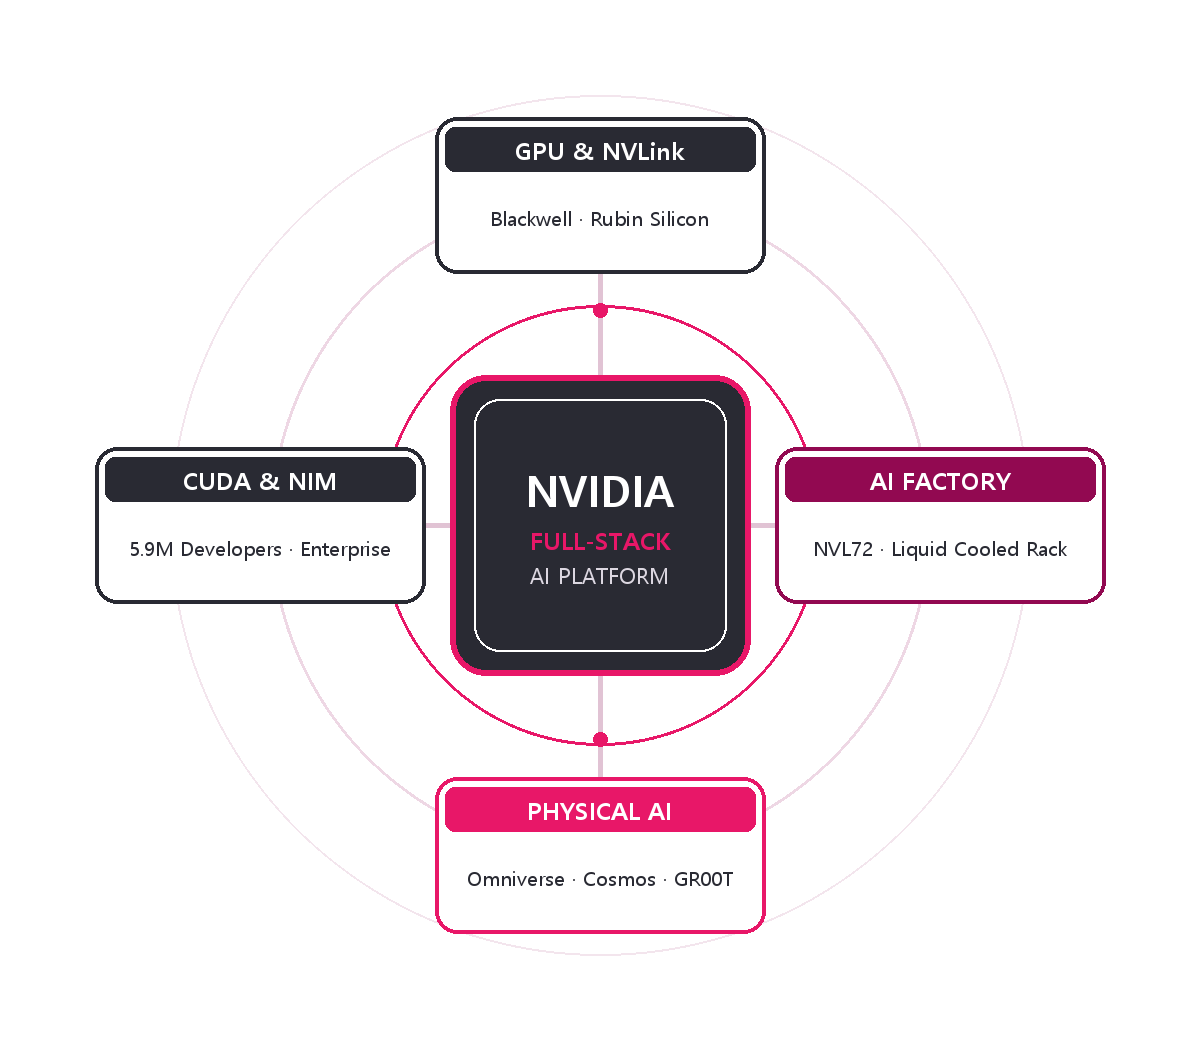 GPU & NVLink
Blackwell · Rubin Silicon
CUDA & NIM
5.9M Developers · Enterprise
NVIDIA
FULL-STACK
AI PLATFORM
AI FACTORY
NVL72 · Liquid Cooled Rack
PHYSICAL AI
Omniverse · Cosmos · GR00T